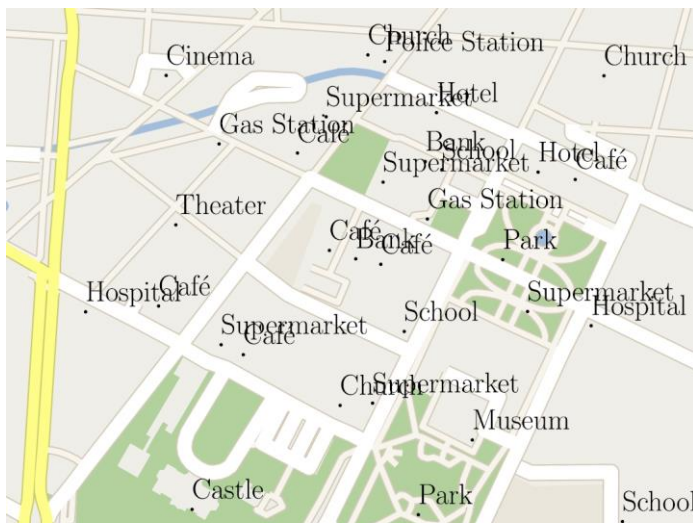 Church
Police Station
Cinema
Church
Supermarket
Hotel
Gas Station
Café
Bank
School
Supermarket
Hotel
Café
Theater
Gas Station
Café
Bank
Café
Park
Hospital
Café
Supermarket
Hospital
School
Supermarket
Café
Church
Supermarket
Museum
Castle
Park
School